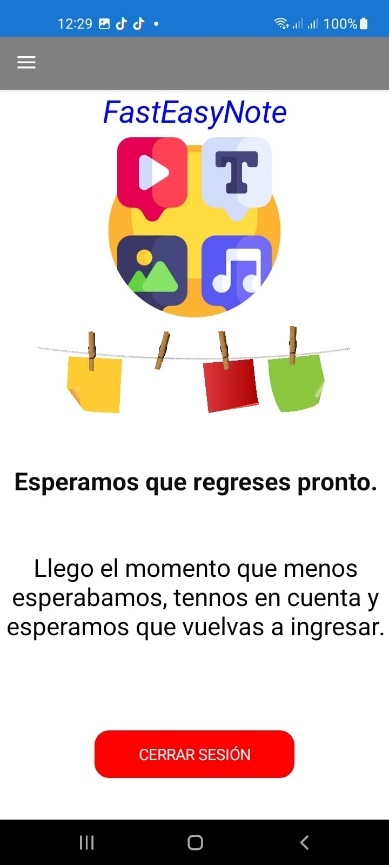 12:29
100%
FastEasyNote
T
Esperamos que regreses pronto.
Llego el momento que menos
esperabamos, tennos en cuenta y
esperamos que vuelvas a ingresar.
CERRAR SESIÓN